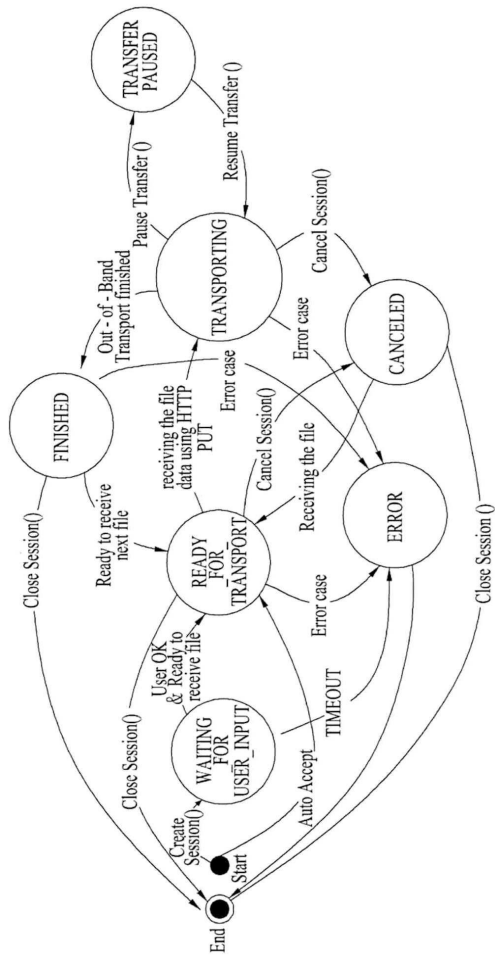 TRANSFER
PAUSED
Pause Transfer ()
Resume Transfer ()
Out - of - Band
Transport finished
TRANSPORTING
Cancel Session()
Error case
FINISHED
Error case
receiving the file
data using HTTP
PUT
CANCELED
Close Session()
Ready to receive
next file
Cancel Session()
Receiving the file
READY
_FOR_
TRANSPORT
ERROR
Error case
Close Session ()
User OK
& Ready to
receive file
Close Session()
WAITING
FOR
USER_INPUT
TIMEOUT
Auto Accept
Create
Session()
Start
End